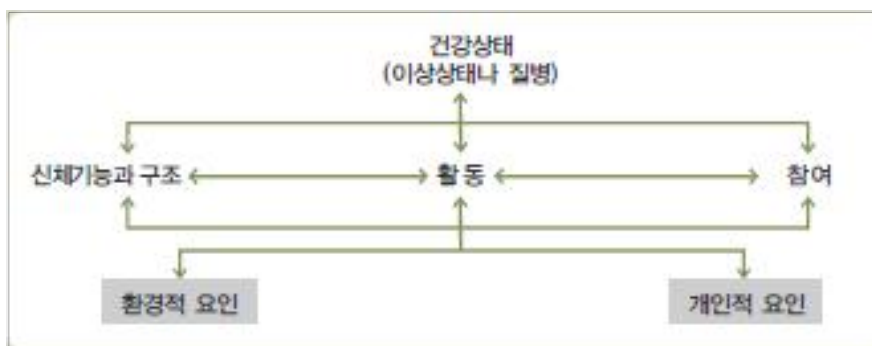 건강상태
(이상상태나 질병)
신체기능과 구조 활동 참여
환경적 요인 개인적 요인